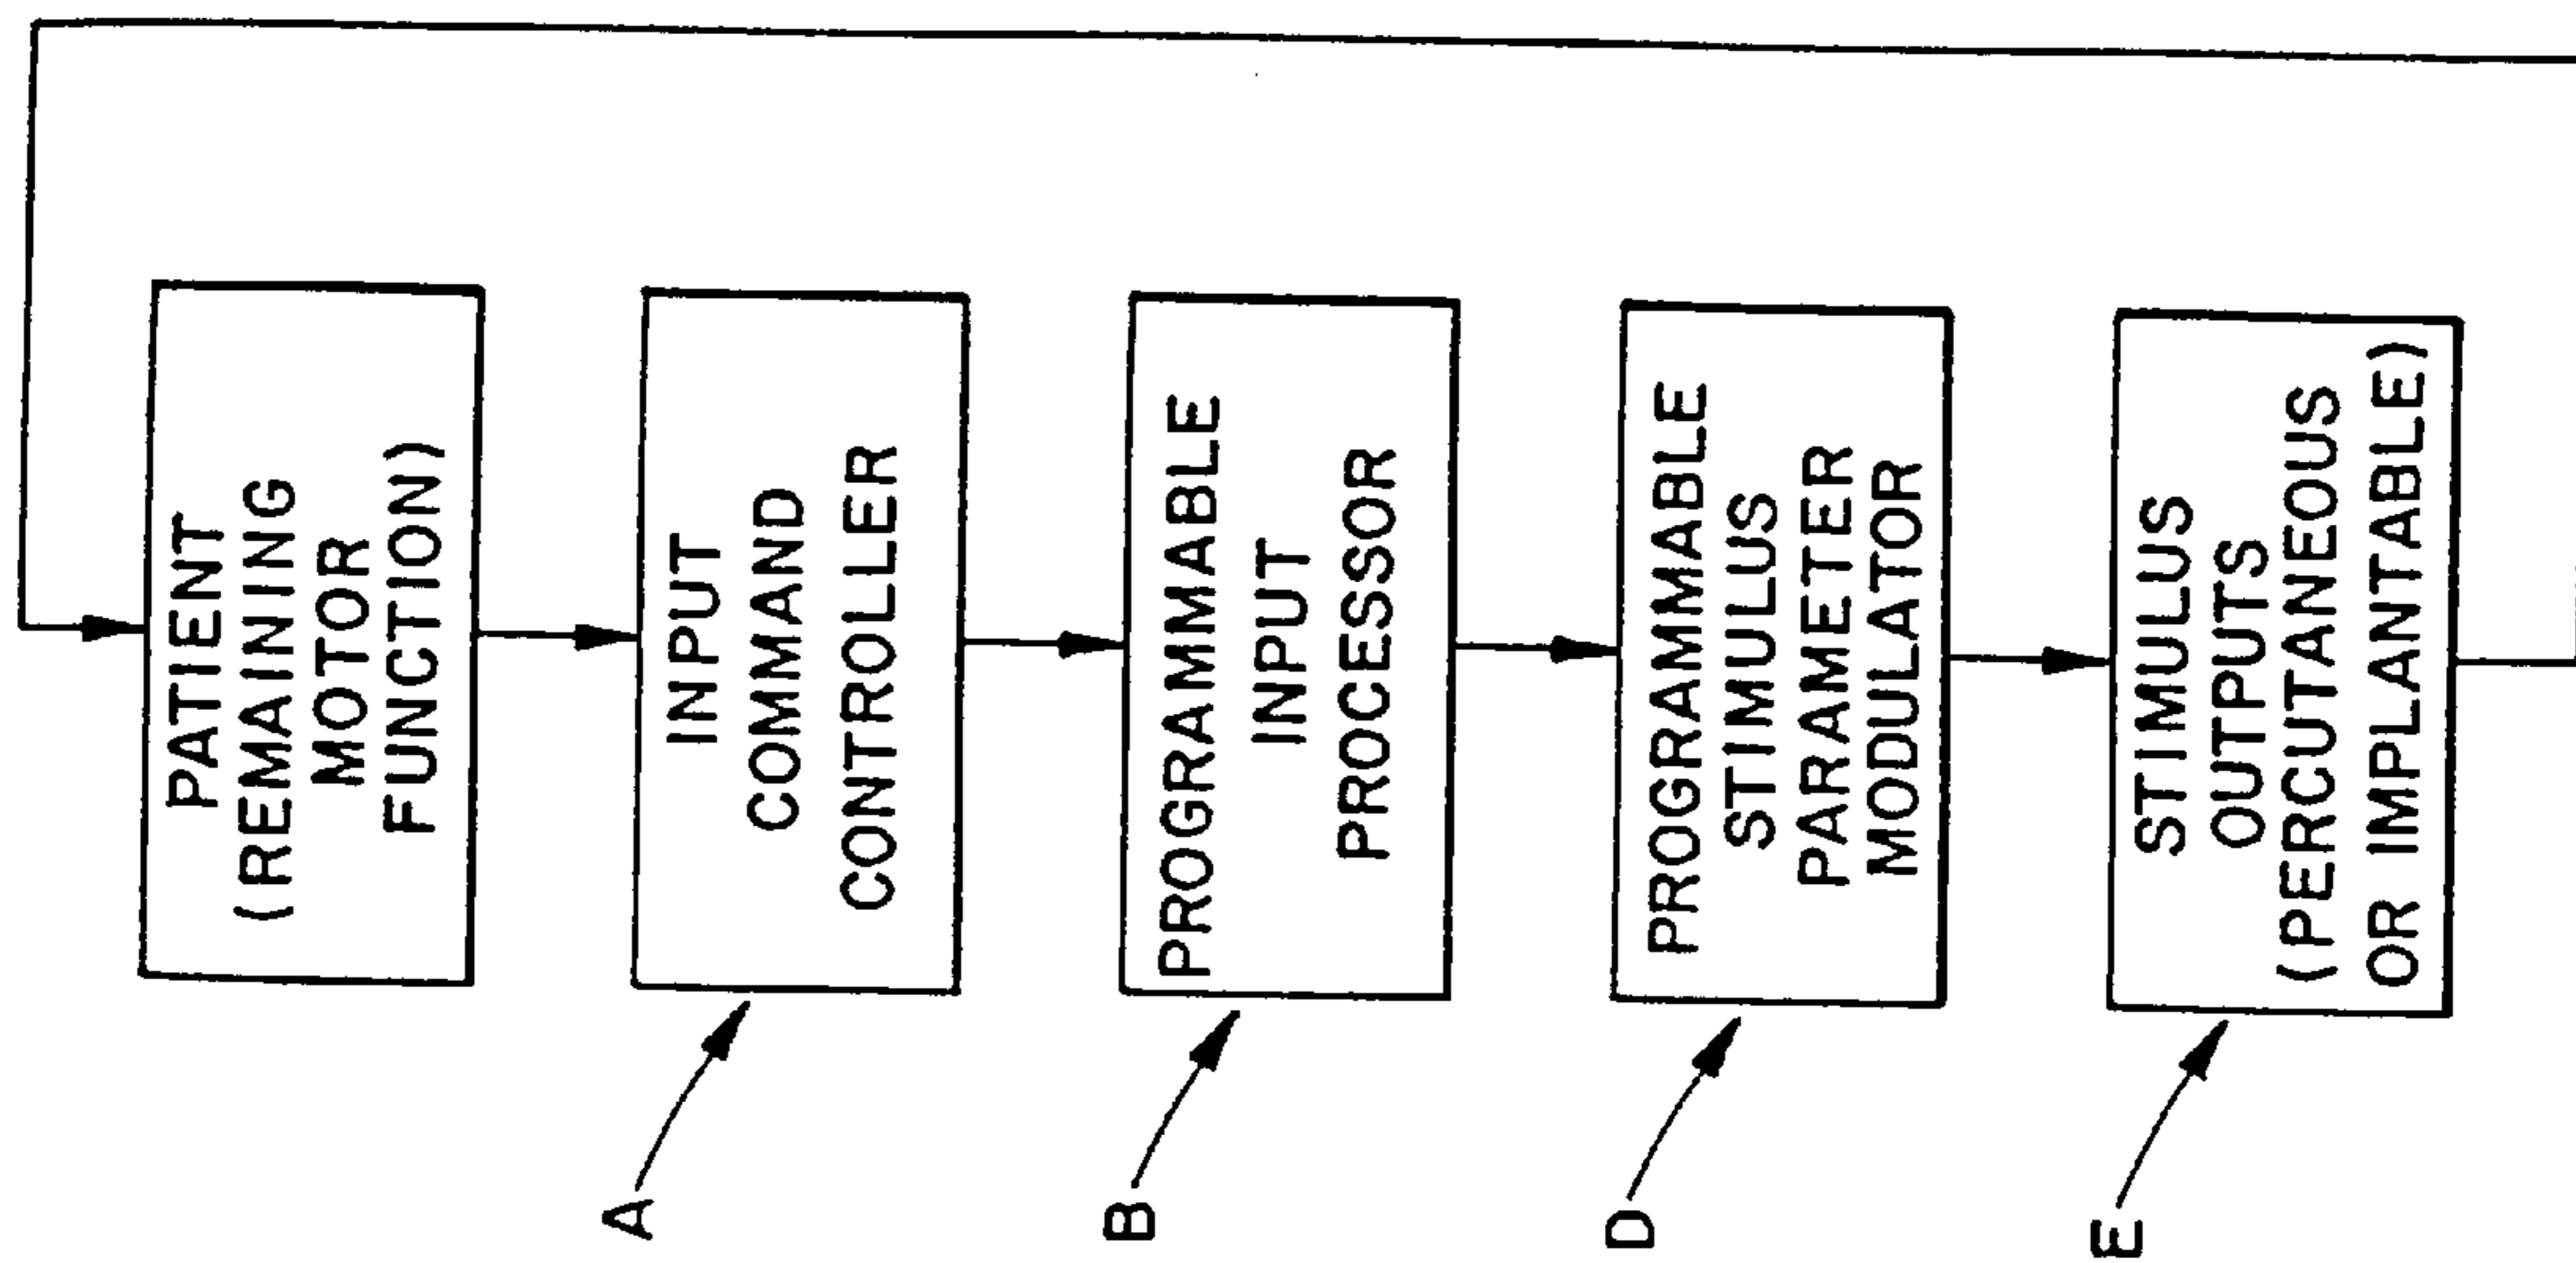 PATIENT
(REMAINING
MOTOR
FUNCTION)
A
INPUT
COMMAND
CONTROLLER
B
PROGRAMMABLE
INPUT
PROCESSOR
D
PROGRAMMABLE
STIMULUS
PARAMETER
MODULATOR
E
STIMULUS
OUTPUTS
(PERCUTANEOUS
OR IMPLANTABLE)